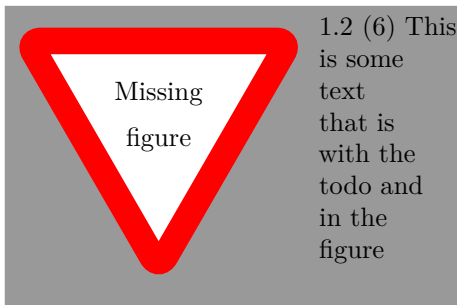 Missing
figure
1.2 (6) This
is some
text
that is
with the
todo and
in the
figure